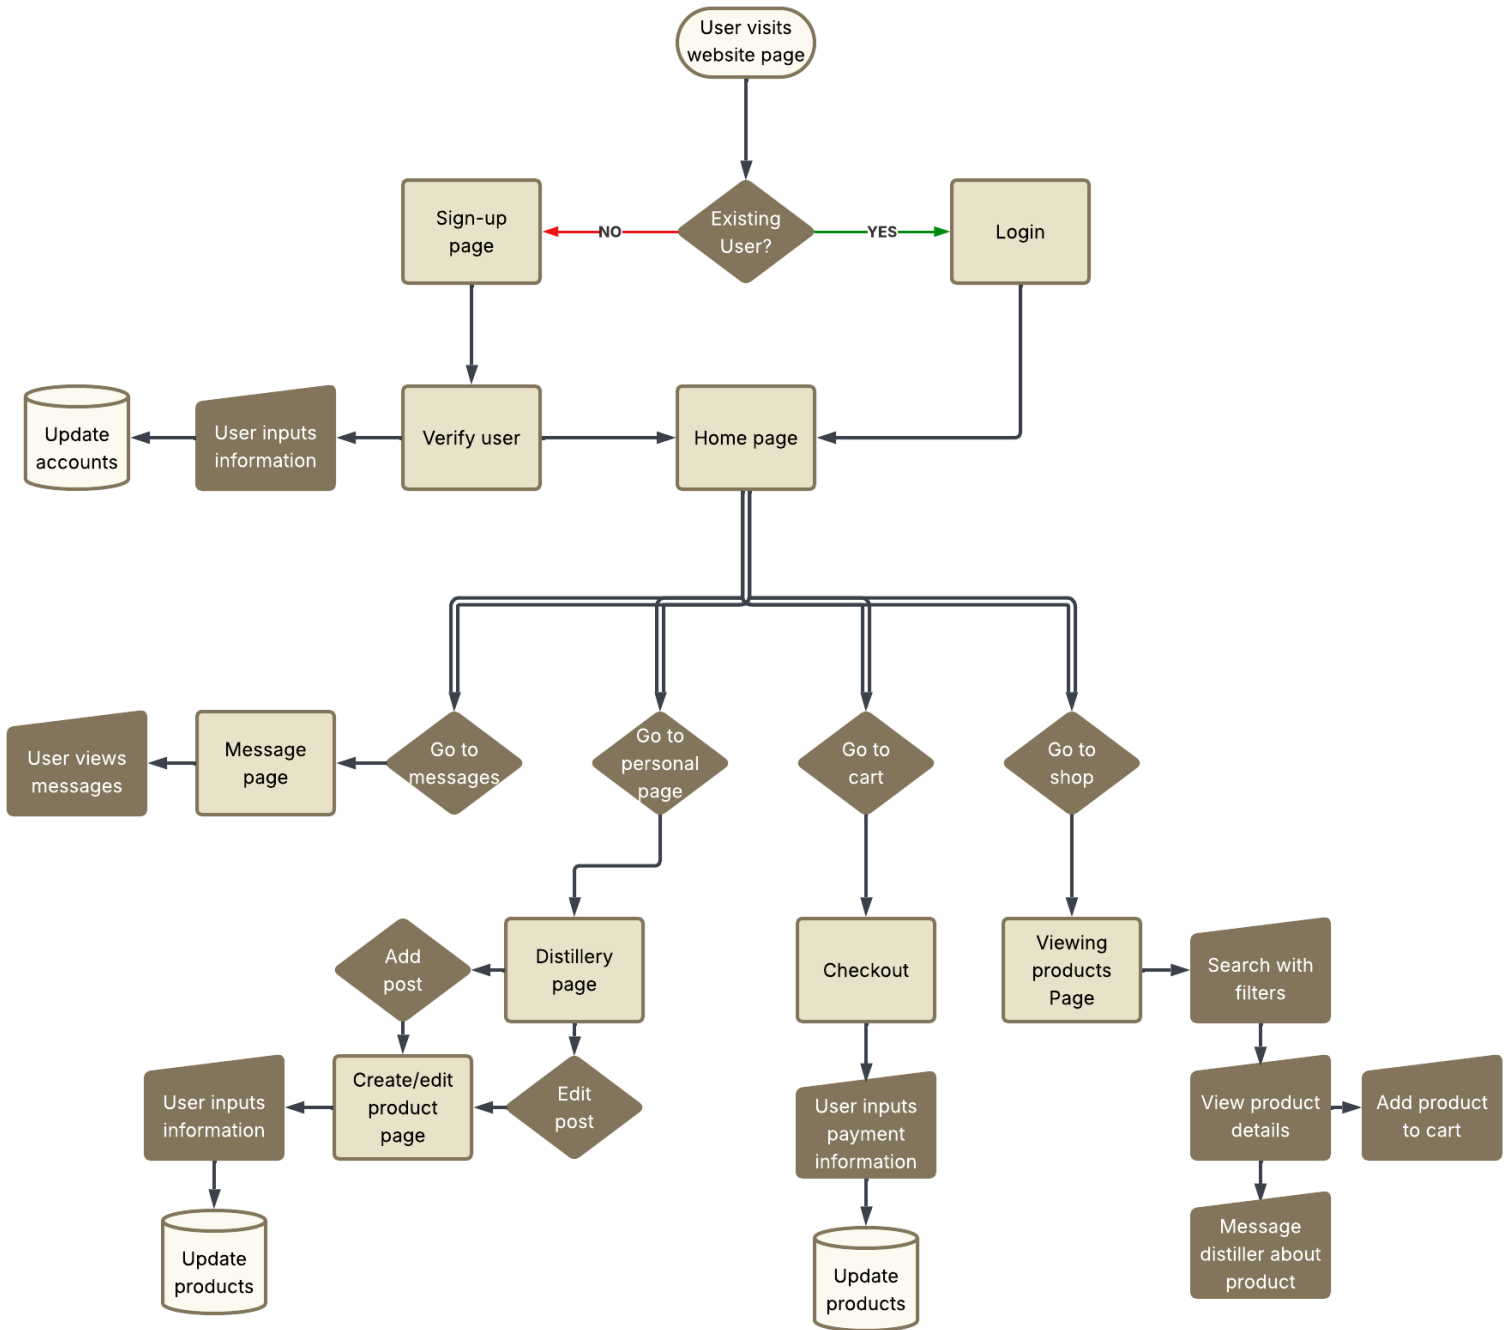 User visits
website page
Sign-up
page
NO
Existing
User?
YES
Login
Update
accounts
User inputs
information
Verify user
Home page
User views
messages
Message
page
Go to
messages
Go to
personal
page
Go to
cart
Go to
shop
Add
post
Distillery
page
Checkout
Viewing
products
Page
Search with
filters
User inputs
information
Create/edit
product
page
Edit
post
User inputs
payment
information
View product
details
Add product
to cart
Update
products
Update
products
Message
distiller about
product